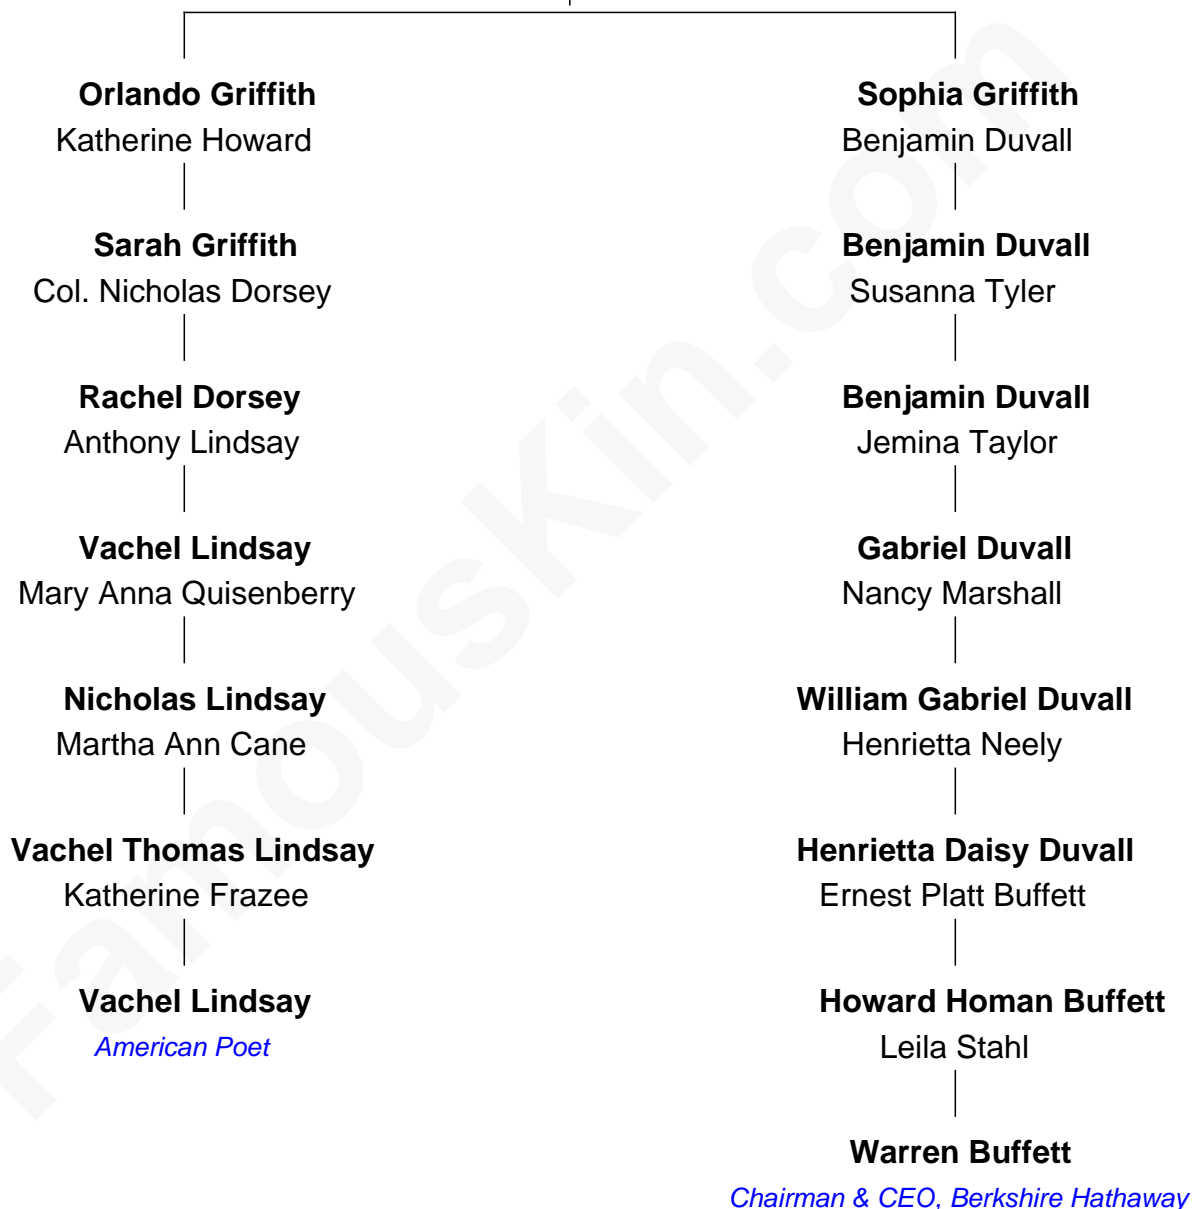 Orlando Griffith
Katherine Howard
Sarah Griffith
Col. Nicholas Dorsey
Rachel Dorsey
Anthony Lindsay
Vachel Lindsay
Mary Anna Quisenberry
Nicholas Lindsay
Martha Ann Cane
Vachel Thomas Lindsay
Katherine Frazee
Vachel Lindsay
American Poet
Sophia Griffith
Benjamin Duvall
Benjamin Duvall
Susanna Tyler
Benjamin Duvall
Jemina Taylor
Gabriel Duvall
Nancy Marshall
William Gabriel Duvall
Henrietta Neely
Henrietta Daisy Duvall
Ernest Platt Buffett
Howard Homan Buffett
Leila Stahl
Warren Buffett
Chairman & CEO, Berkshire Hathaway
FamousKin.com